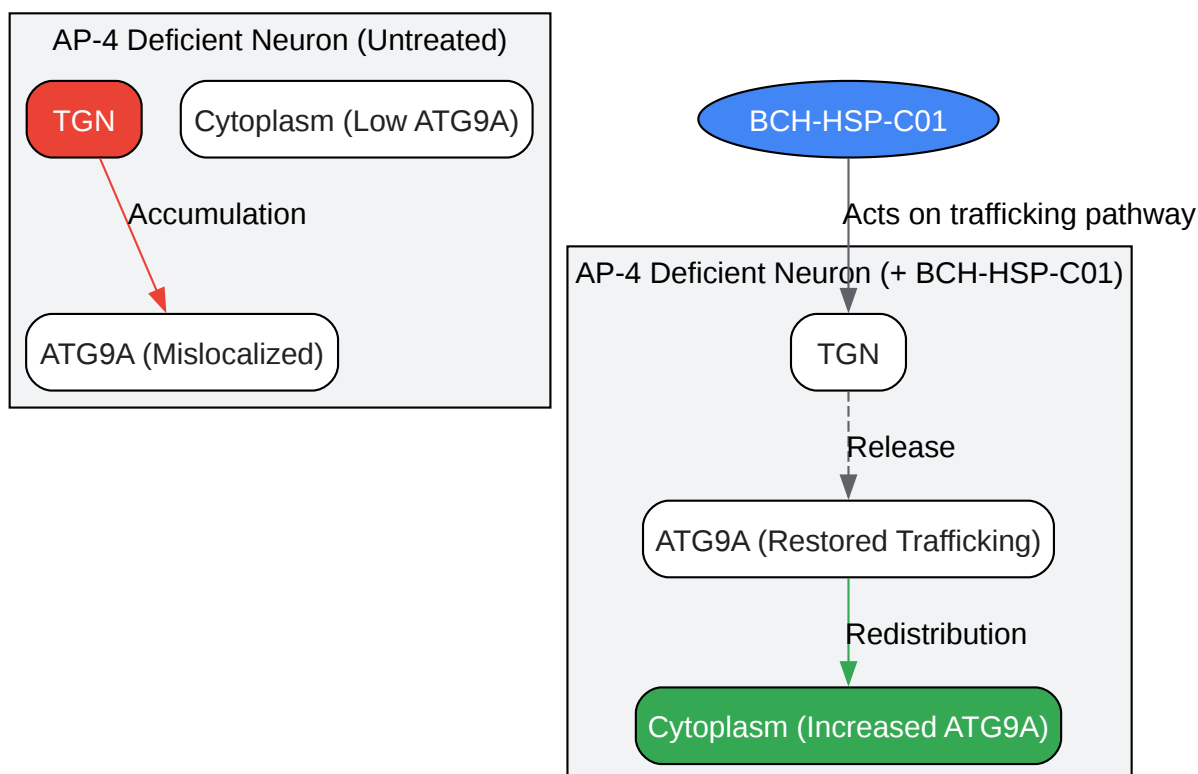 AP-4 Deficient Neuron (Untreated)
TGN
Cytoplasm (Low ATG9A)
Accumulation
ATG9A (Mislocalized)
BCH-HSP-C01
Acts on trafficking pathway
AP-4 Deficient Neuron (+ BCH-HSP-C01)
TGN
Release
ATG9A (Restored Trafficking)
Redistribution
Cytoplasm (Increased ATG9A)